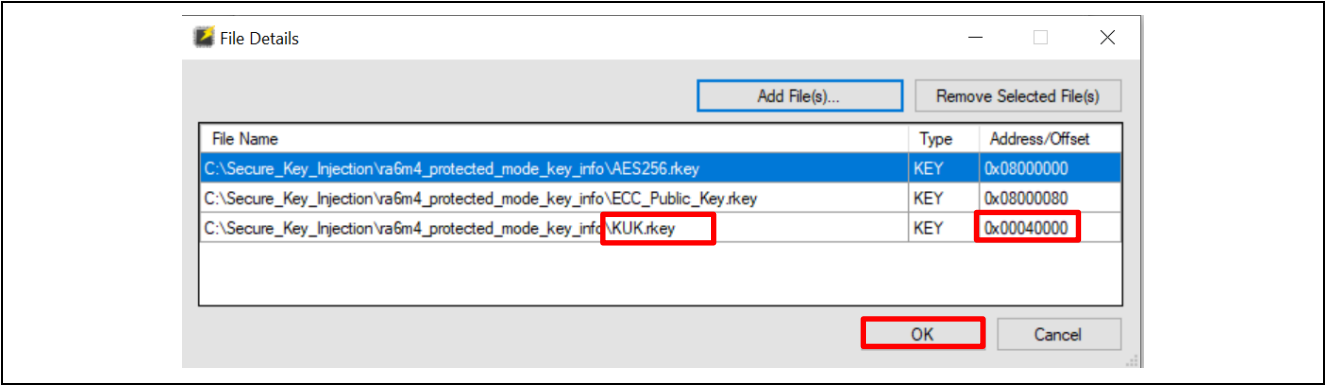 File Details
Add File(s)... Remove Selected File(s)
File Name Type Address/Offset
C:\Secure_Key_Injection\ra6m4_protected_mode_key_info\AES256.rkey KEY 0x08000000
C:\Secure_Key_Injection\ra6m4_protected_mode_key_info\ECC_Public_Key.rkey KEY 0x08000080
C:\Secure_Key_Injection\ra6m4_protected_mode_key_info\KUK.rkey KEY 0x00040000
OK Cancel